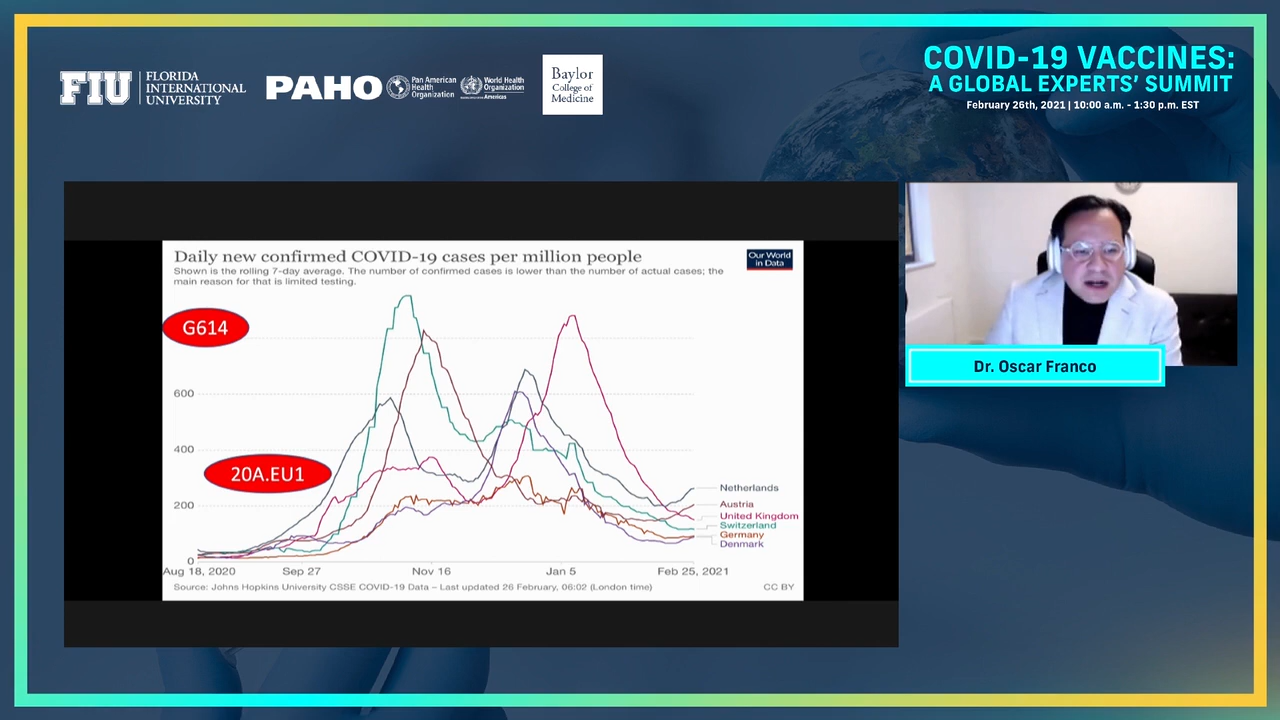 FIU
FLORIDA
INTERNATIONAL
UNIVERSITY
PAHO
Pan American
Health
Organization
World Health
Organization
Americas
Baylor
College of
Medicine
COVID-19 VACCINES:
A GLOBAL EXPERTS’ SUMMIT
February 26th, 2021 | 10:00 a.m. - 1:30 p.m. EST
Daily new confirmed COVID-19 cases per million people
Shown is the rolling 7-day average. The number of confirmed cases is lower than the number of actual cases; the
main reason for that is limited testing.
Our World
in Data
G614
600
400
20A.EU1
200
0
Netherlands
Austria
United Kingdom
Switzerland
Germany
Denmark
Aug 18, 2020
Sep 27
Nov 16
Jan 5
Feb 25, 2021
Source: Johns Hopkins University CSSE COVID-19 Data – Last updated 26 February, 06:02 (London time)
CC BY
Dr. Oscar Franco